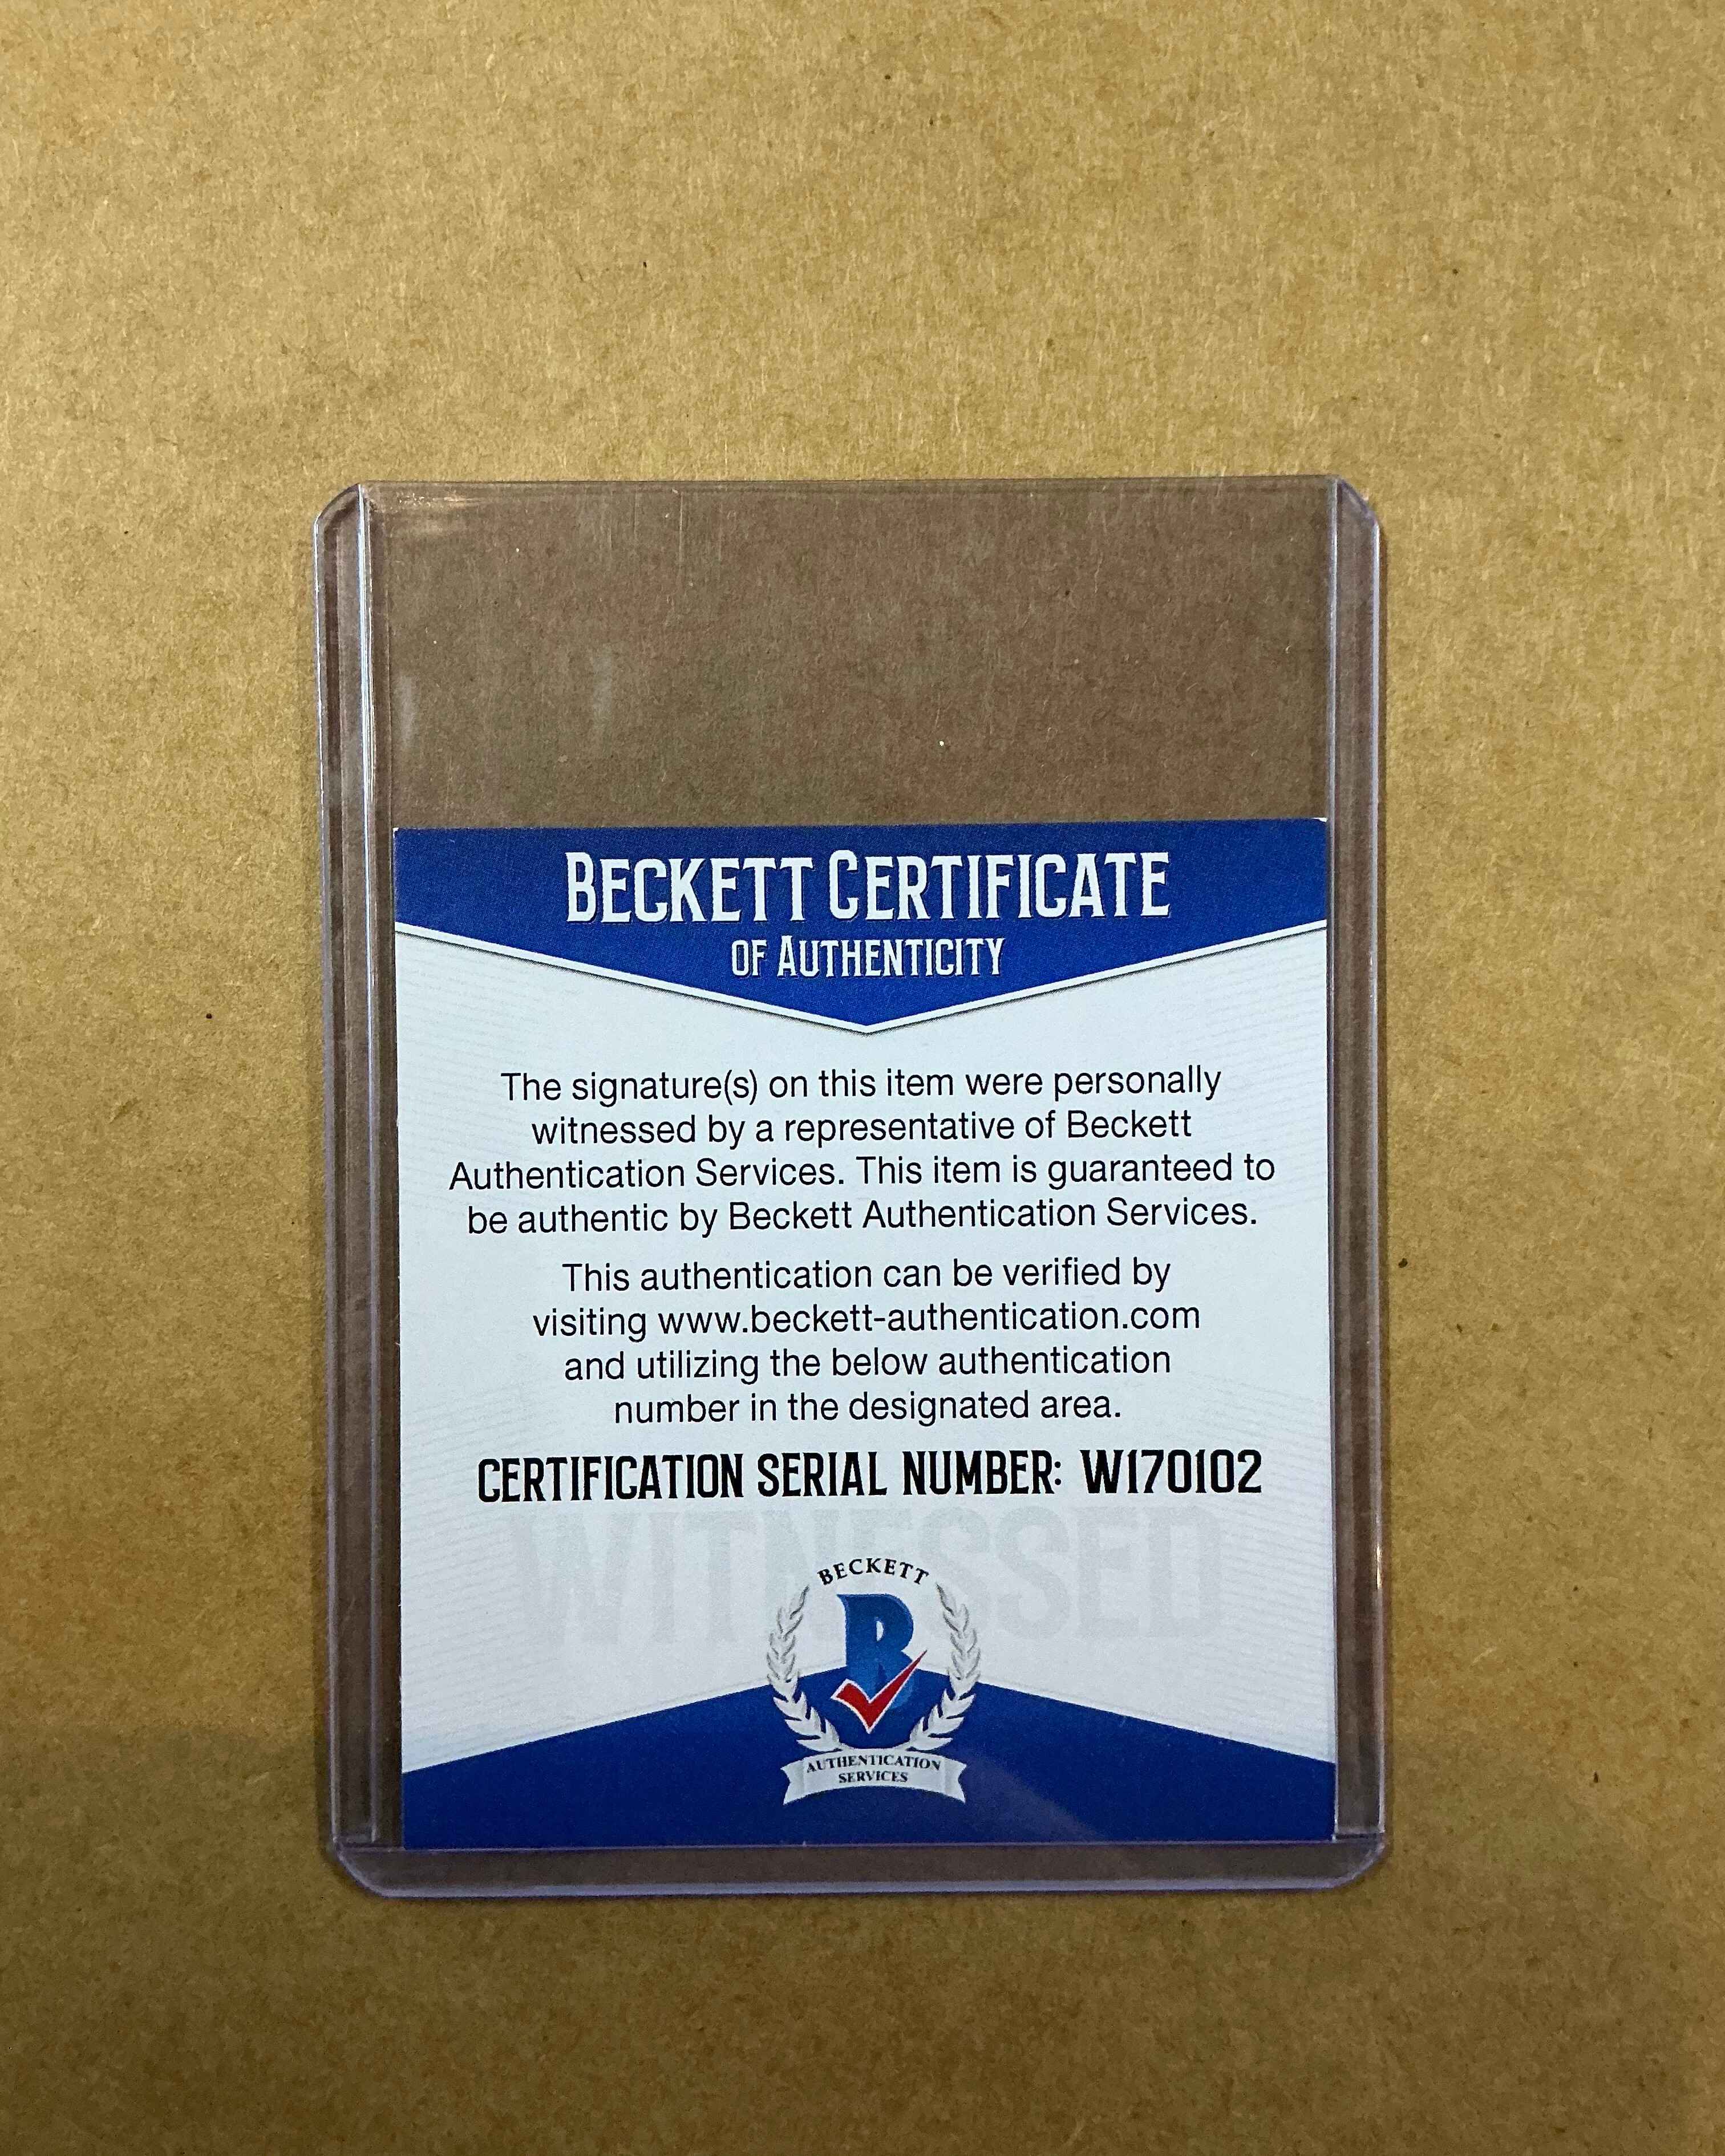 BECKETT CERTIFICATE
OF AUTHENTICITY
The signature(s) on this item were personally
witnessed by a representative of Beckett
Authentication Services. This item is guaranteed to
be authentic by Beckett Authentication Services.
This authentication can be verified by
visiting www.beckett-authentication.com
and utilizing the below authentication
number in the designated area.
CERTIFICATION SERIAL NUMBER: W170102
WITNESSED
BECKETT
B
AUTHENTICATION
SERVICES